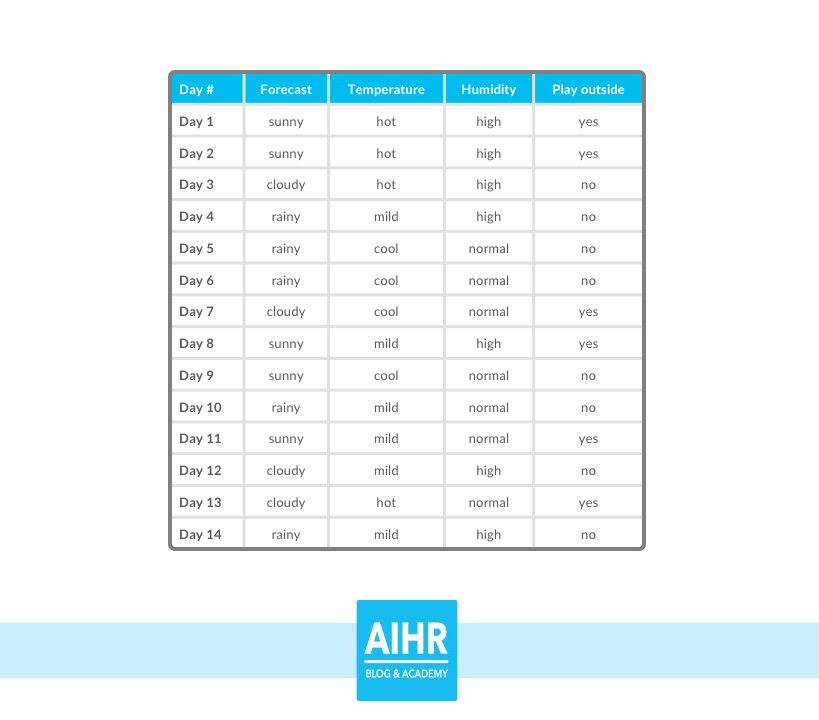 Day # Forecast Temperature Humidity Play outside
Day 1 sunny hot high yes
Day 2 sunny hot high yes
Day 3 cloudy hot high no
Day 4 rainy mild high no
Day 5 rainy cool normal no
Day 6 rainy cool normal no
Day 7 cloudy cool normal yes
Day 8 sunny mild high yes
Day 9 sunny cool normal no
Day 10 rainy mild normal no
Day 11 sunny mild normal yes
Day 12 cloudy mild high no
Day 13 cloudy hot normal yes
Day 14 rainy mild high no
AIHR
BLOG & ACADEMY